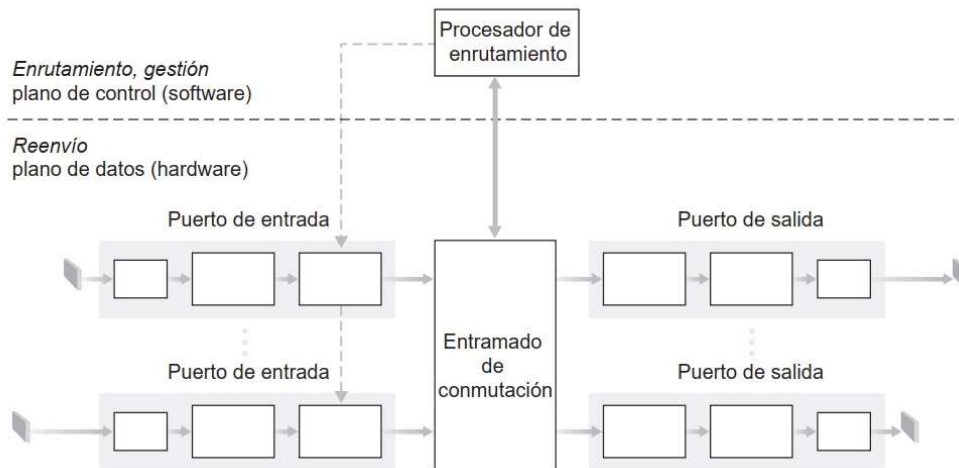 Procesador de
enrutamiento
Enrutamiento, gestión
plano de control (software)
Reenvío
plano de datos (hardware)
Puerto de entrada
Puerto de salida
Entramado
de
conmutación
Puerto de entrada
Puerto de salida